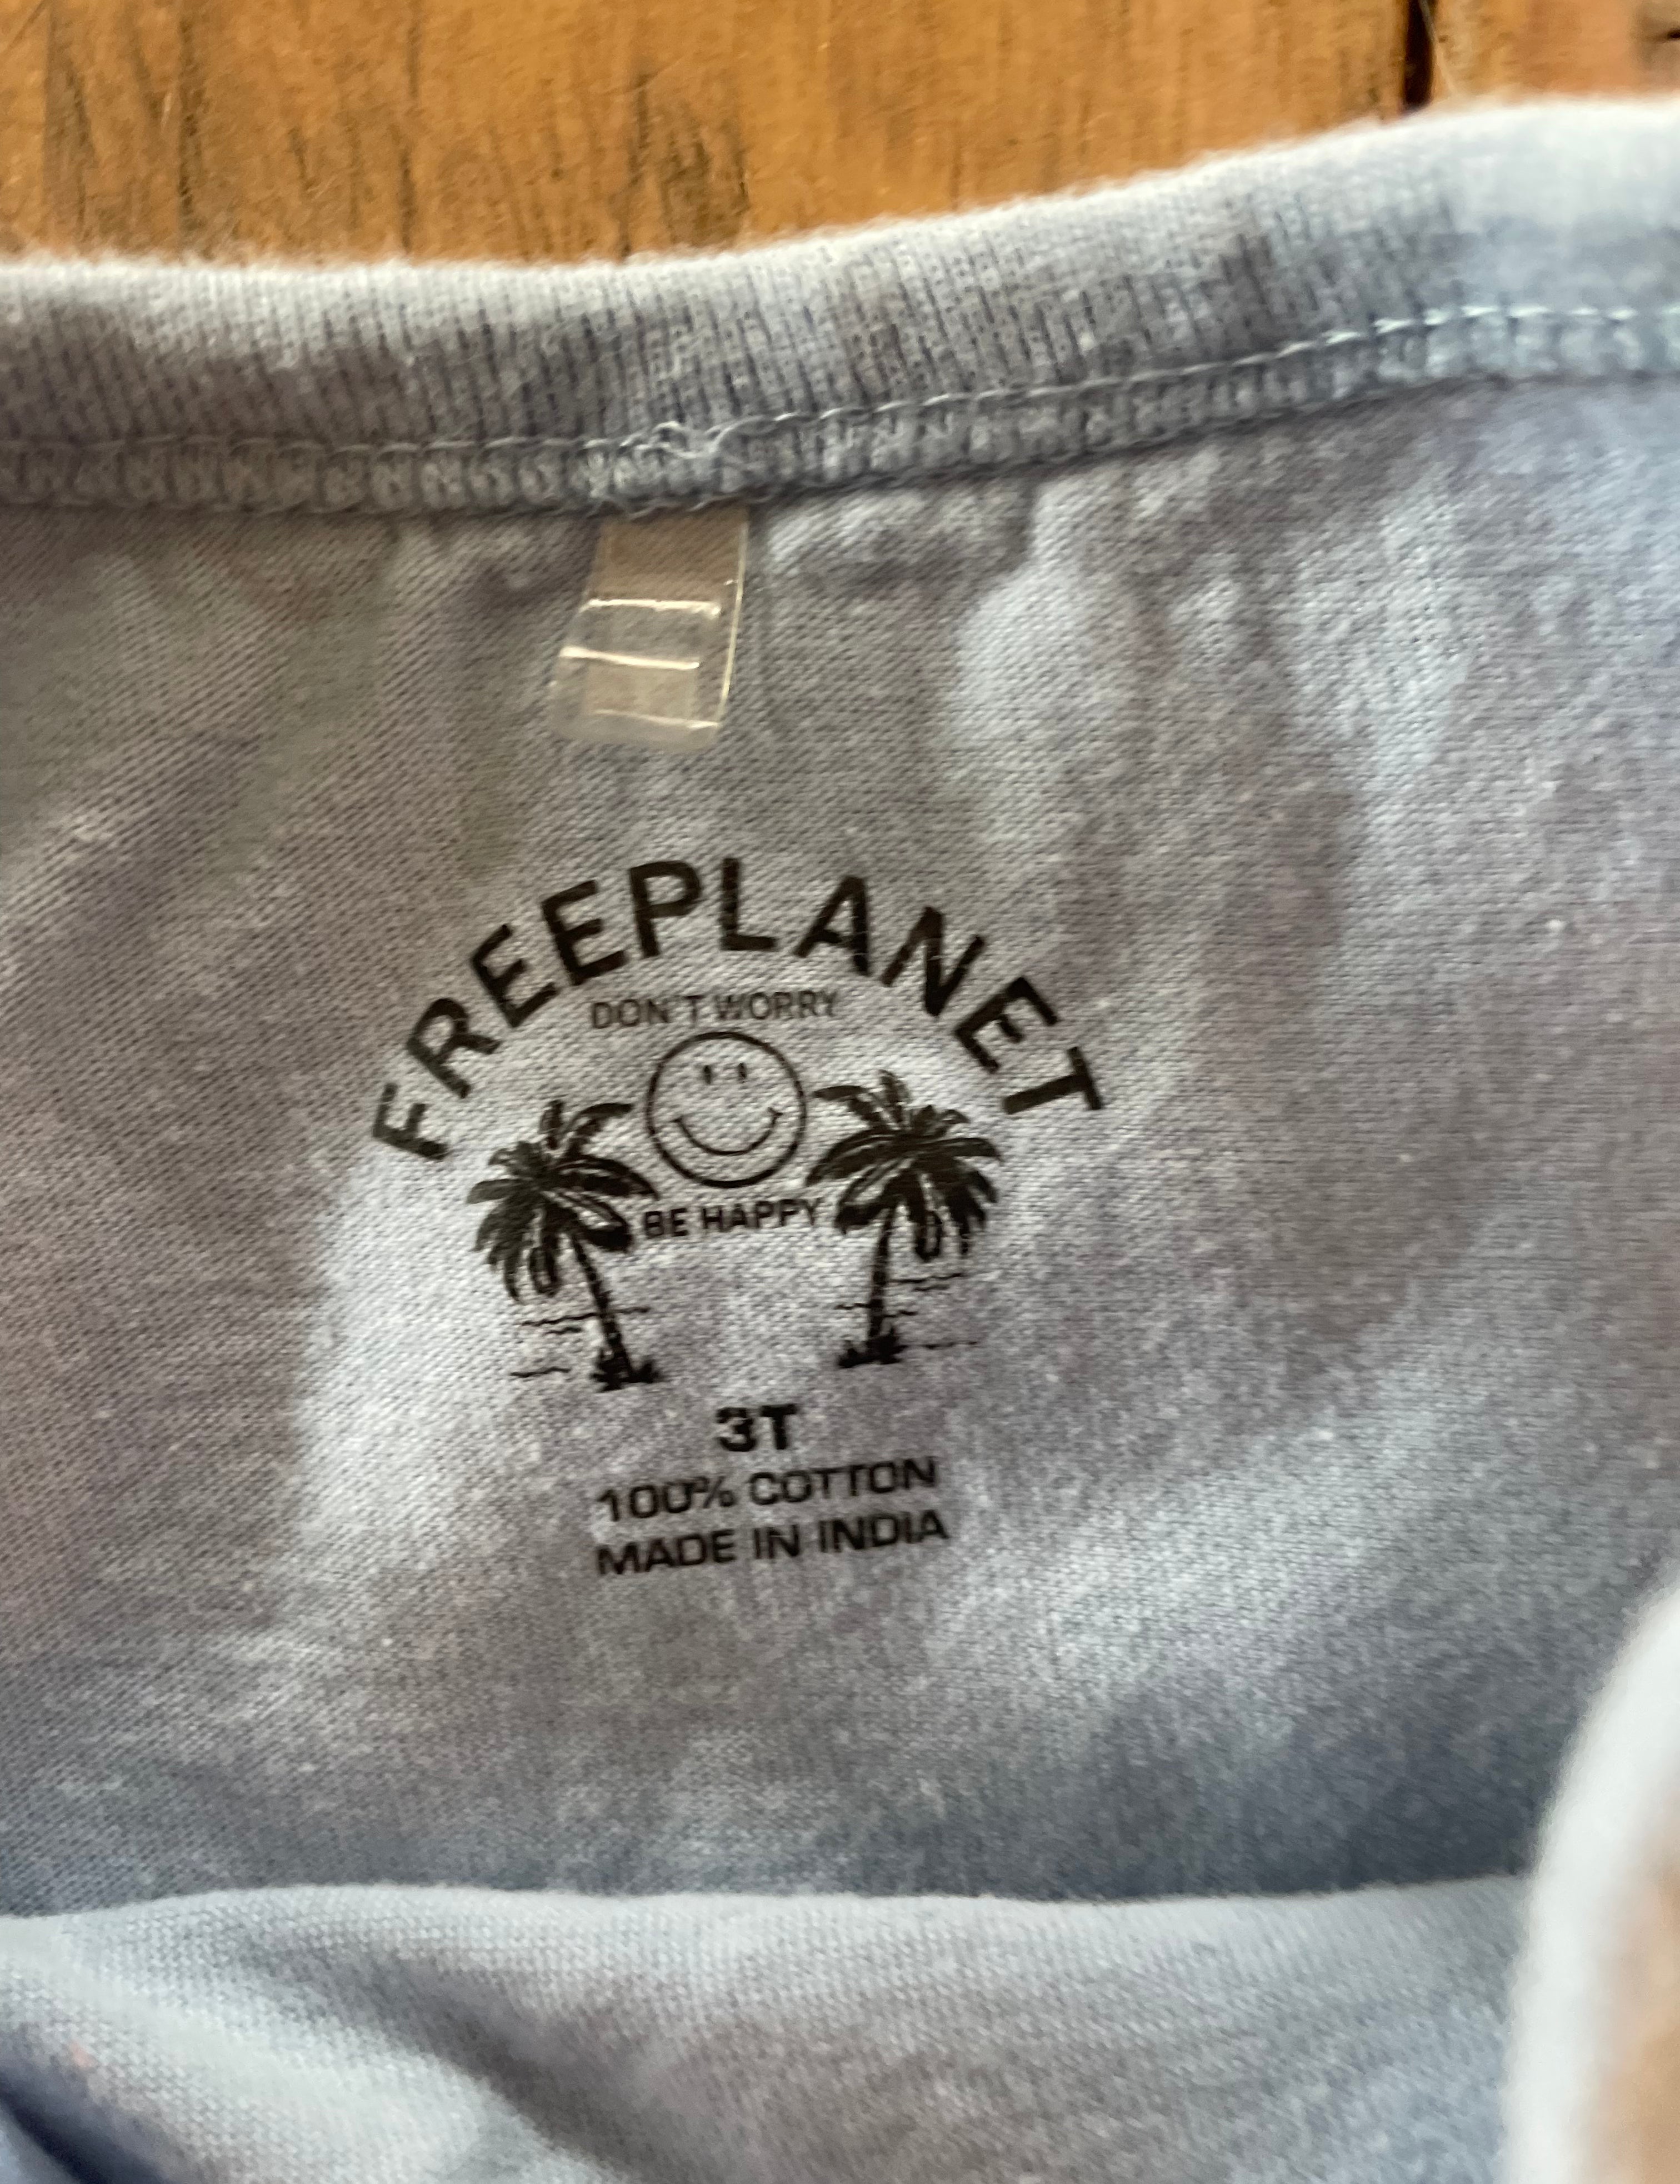 FREEPLANET
DON'T WORRY
BE HAPPY
3T
100% COTTON
MADE IN INDIA